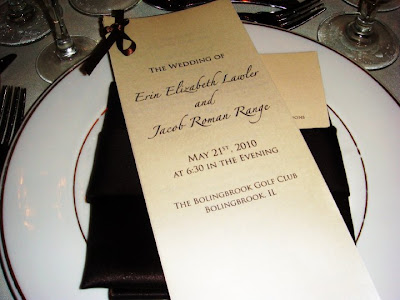 The Wedding of
Erin Elizabeth Lawler
and
Jacob Roman Range
May 21st, 2010
at 6:30 in the evening
The Bolingbrook Golf Club
Bolingbrook, IL